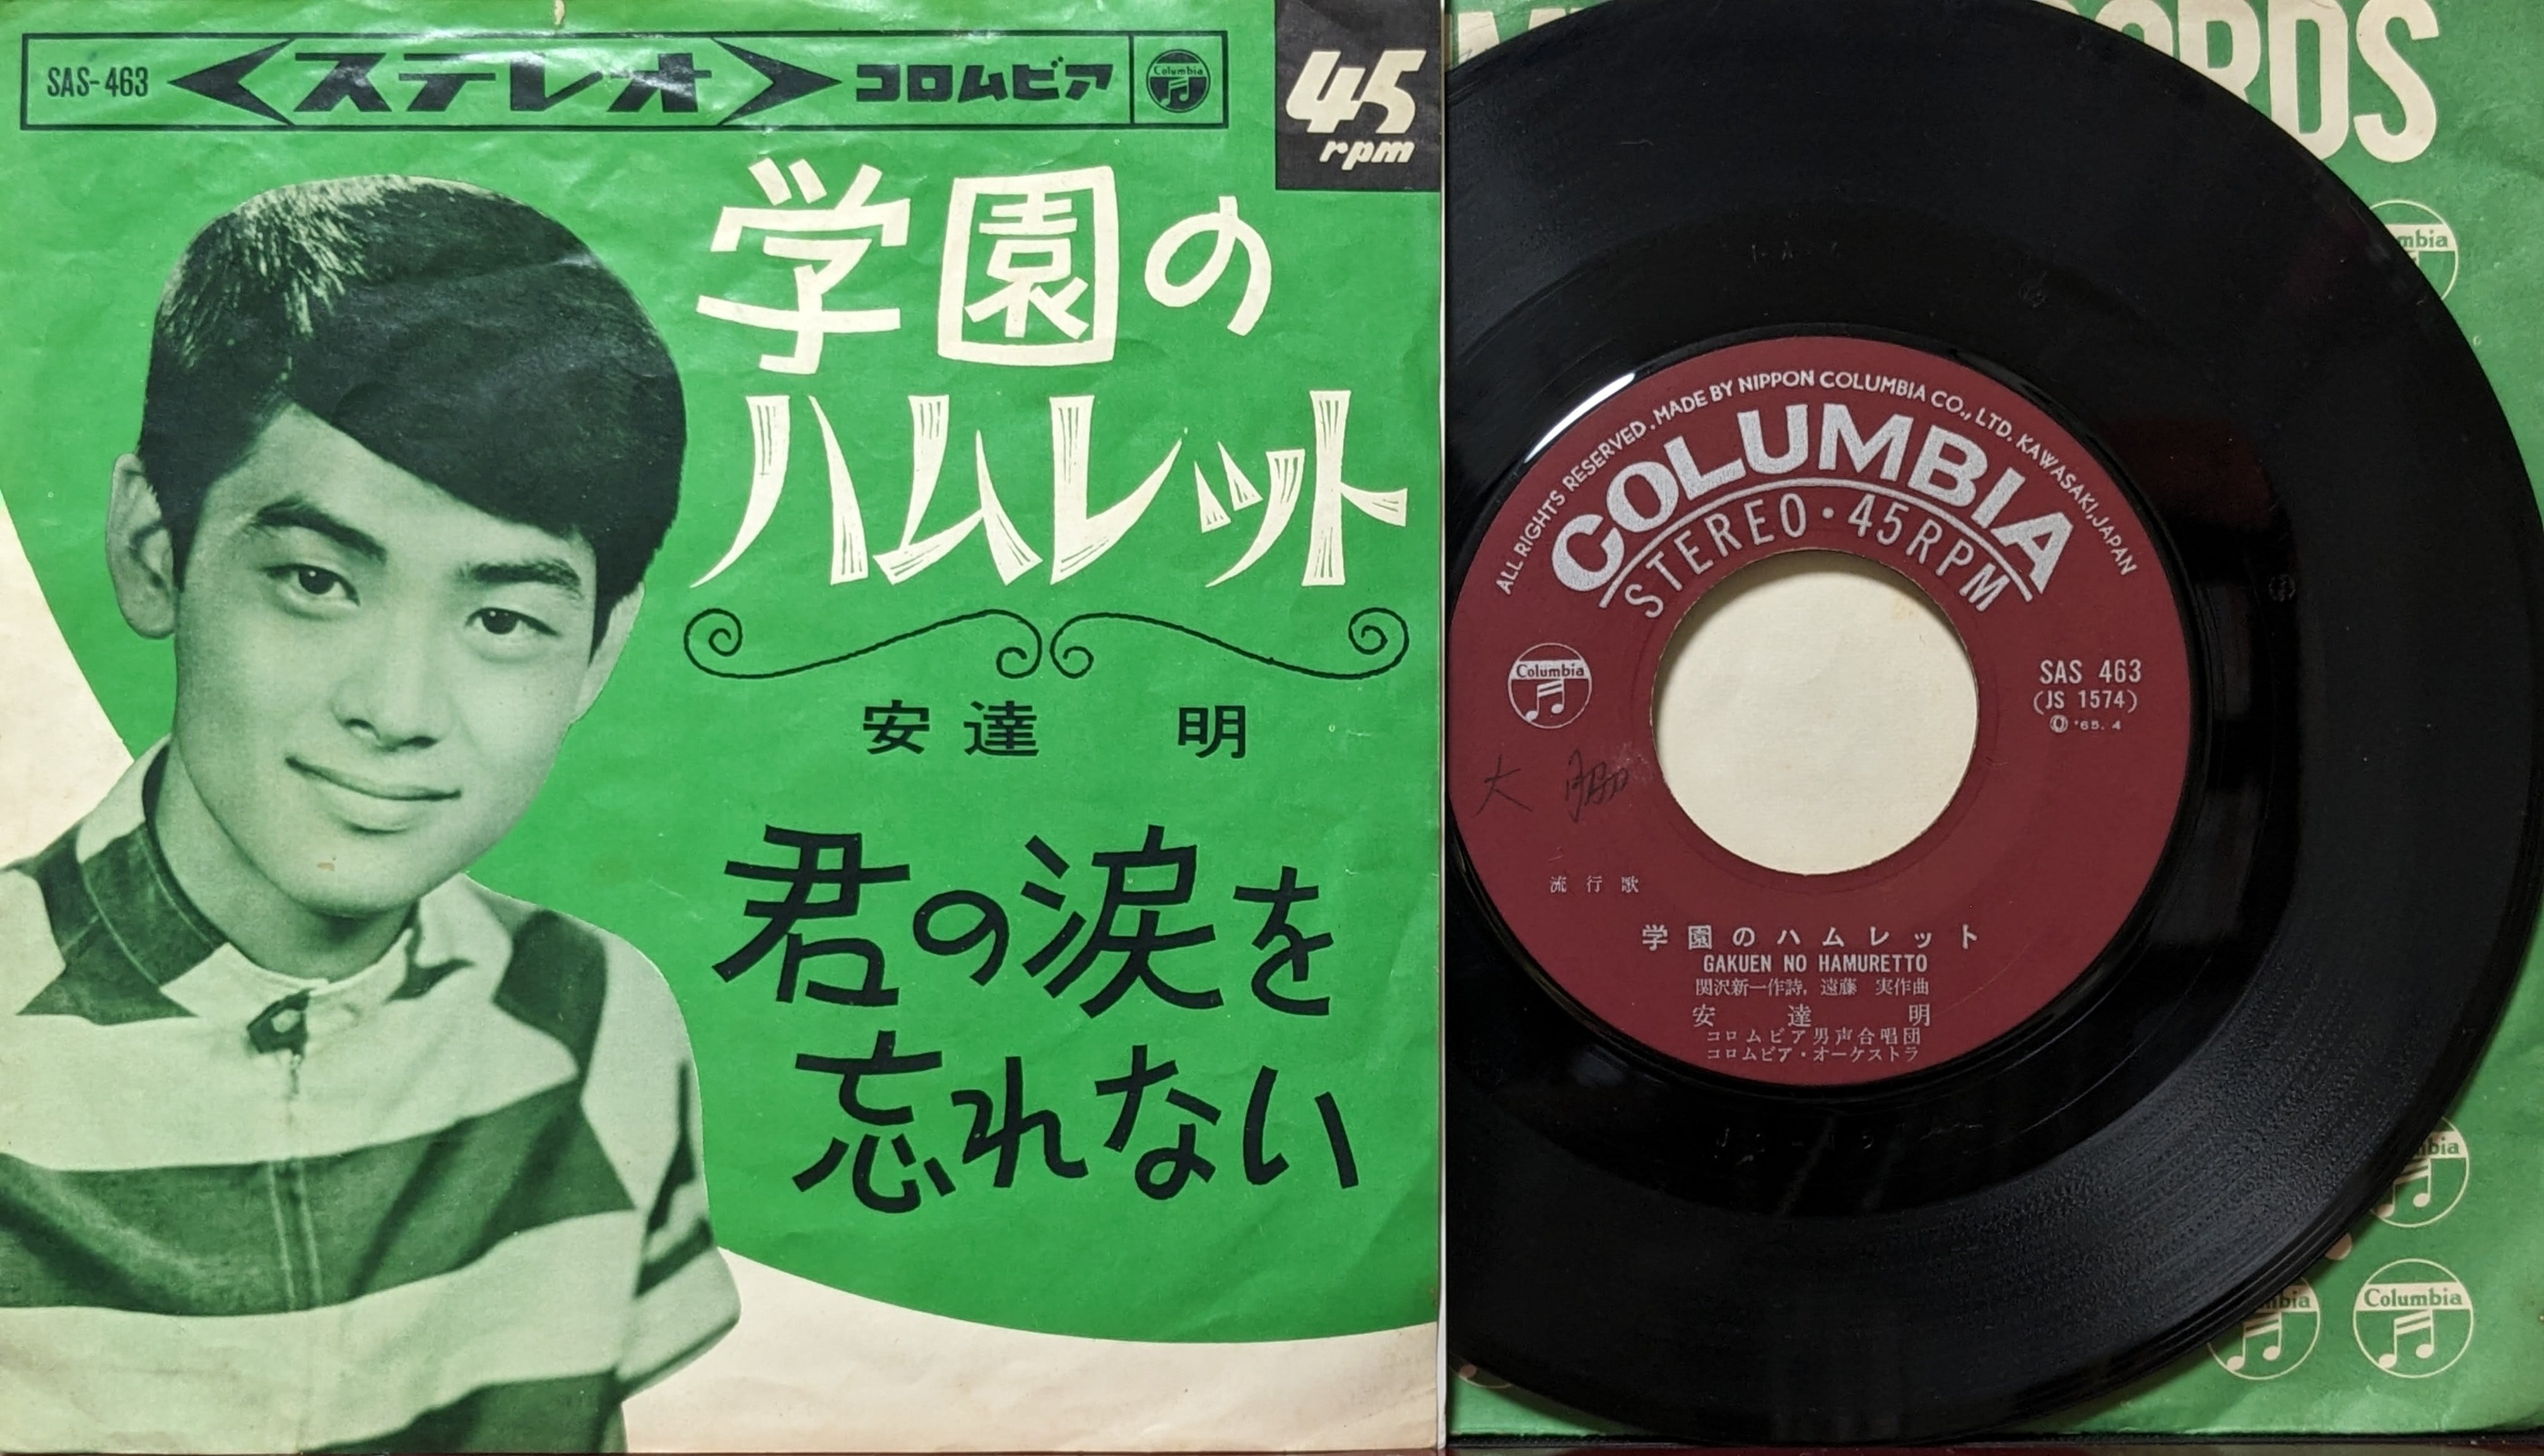 SAS-463 ステレオ コロムビア Columbia
45
rpm
学園の
ハムレット
安達 明
君の涙を
忘れない
ORDS
ALL RIGHTS RESERVED. MADE BY NIPPON COLUMBIA CO., LTD. KAWASAKI, JAPAN
COLUMBIA
STEREO・45RPM
Columbia
SAS 463
(JS 1574)
Ⓟ '65. 4
流行歌
学園のハムレット
GAKUEN NO HAMURETTO
関沢新一作詩, 遠藤 実作曲
安達明
コロムビア男声合唱団
コロムビア・オーケストラ
mbia
mbia
mbia
Columbia